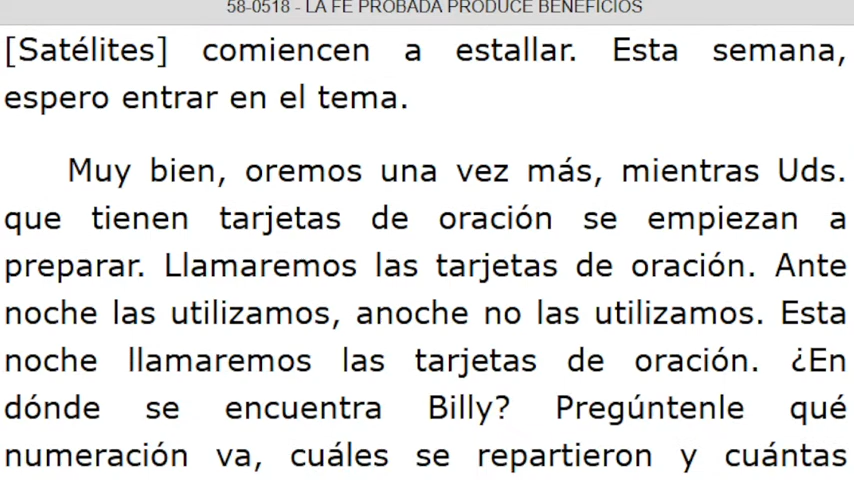 58-0518 - LA FE PROBADA PRODUCE BENEFICIOS
[Satélites] comiencen a estallar. Esta semana,
espero entrar en el tema.
Muy bien, oremos una vez más, mientras Uds.
que tienen tarjetas de oración se empiezan a
preparar. Llamaremos las tarjetas de oración. Ante
noche las utilizamos, anoche no las utilizamos. Esta
noche llamaremos las tarjetas de oración. ¿En
dónde se encuentra Billy? Pregúntenle qué
numeración va, cuáles se repartieron y cuántas